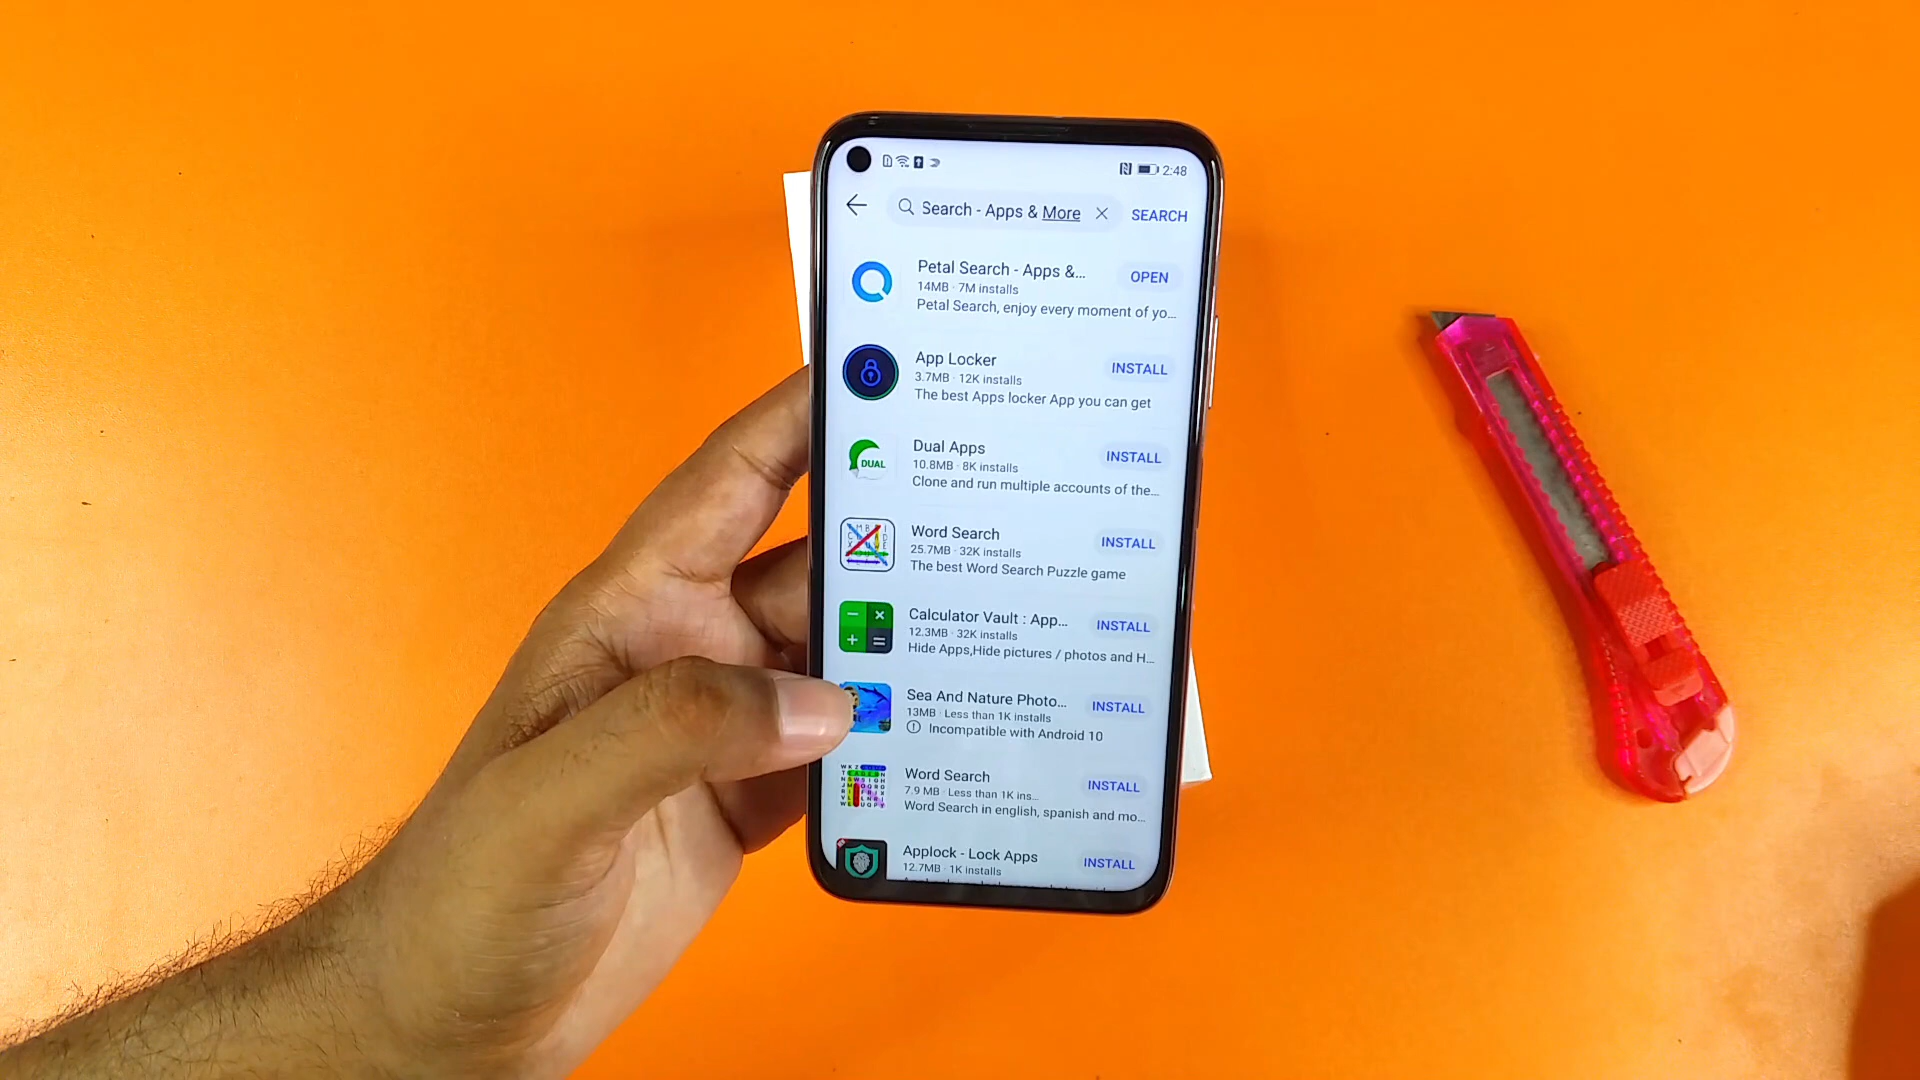 2:48
Search - Apps & More
SEARCH
Petal Search - Apps &...
OPEN
14MB · 7M installs
Petal Search, enjoy every moment of yo...
App Locker
INSTALL
3.7MB · 12K installs
The best Apps locker App you can get
DUAL
Dual Apps
INSTALL
10.8MB · 8K installs
Clone and run multiple accounts of the...
Word Search
INSTALL
25.7MB · 32K installs
The best Word Search Puzzle game
Calculator Vault : App...
INSTALL
12.3MB · 32K installs
Hide Apps,Hide pictures / photos and H...
Sea And Nature Photo...
INSTALL
13MB · Less than 1K installs
Incompatible with Android 10
Word Search
INSTALL
7.9 MB · Less than 1K ins...
Word Search in english, spanish and mo...
Applock - Lock Apps
INSTALL
12.7MB · 1K installs